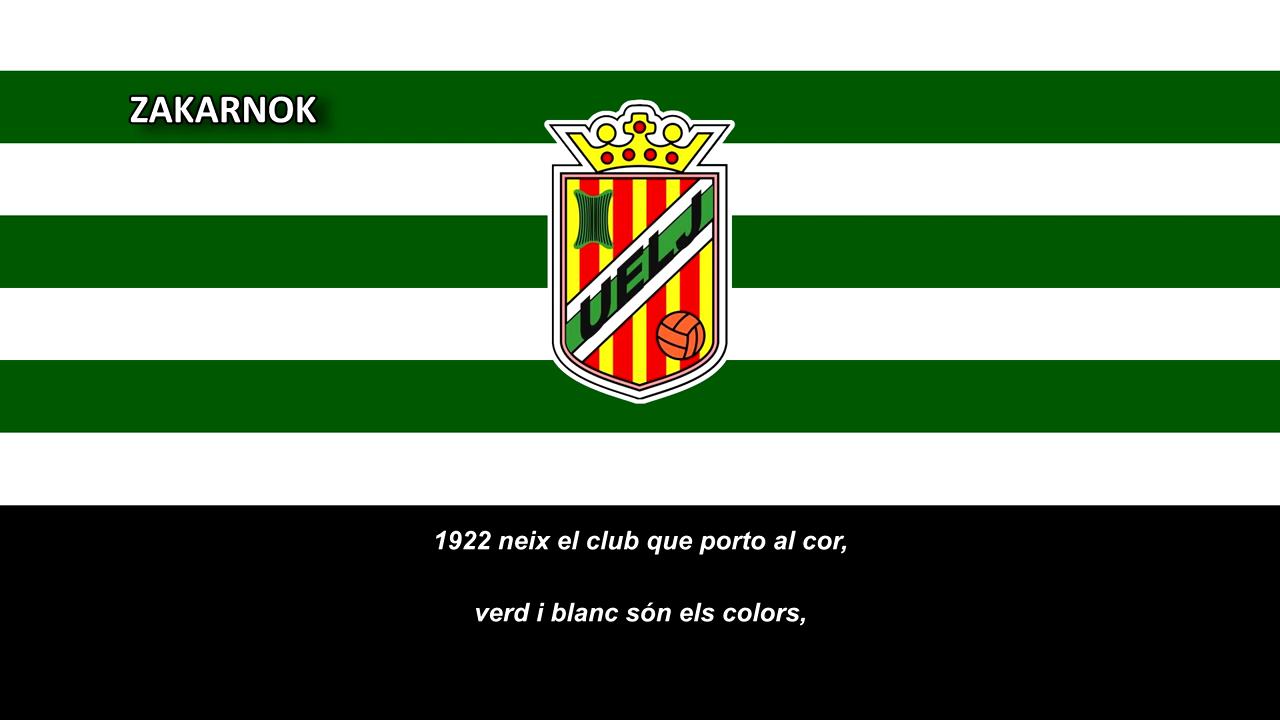 ZAKARNOK
UELJ
1922 neix el club que porto al cor,
verd i blanc són els colors,